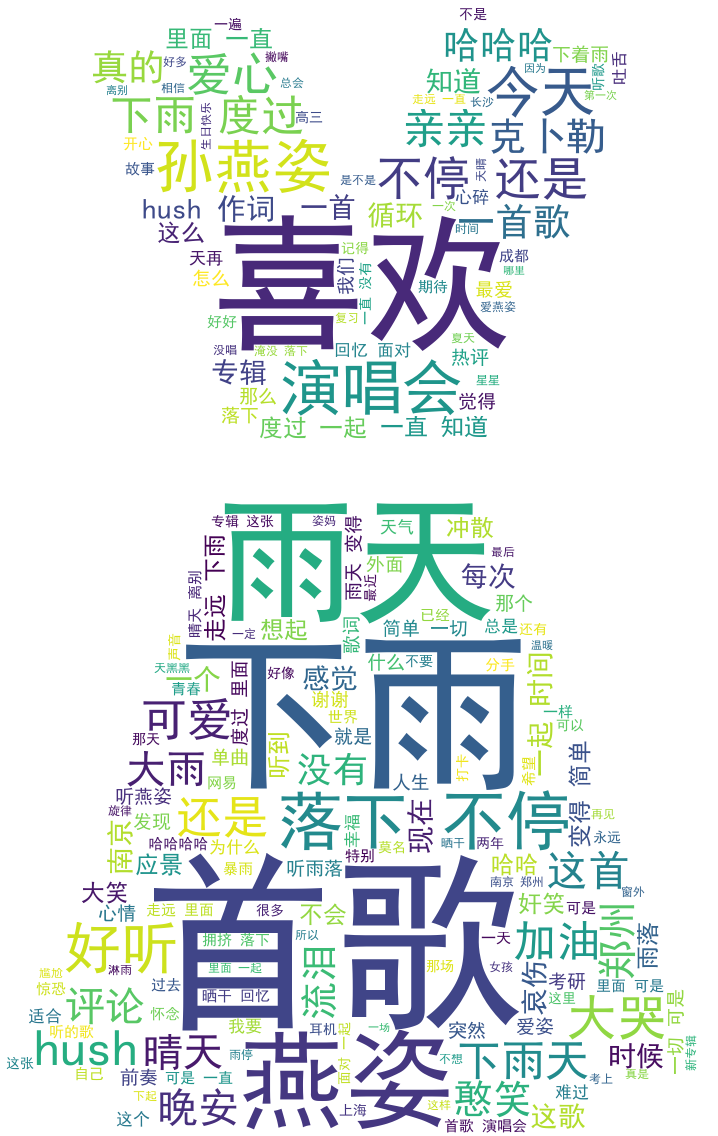 一遍
不是
里面 一直
撇嘴
哈哈哈
下着雨
真的
好多
爱心
总会
知道
因为
听歌
吐舌
离别
相信
今天
走远 一直
长沙
第一次
下雨
度过
生日快乐
高三
亲亲
克卜勒
开心
故事
孙燕姿
是不是
不停
天晴
还是
心碎
hush 作词
一首
循环
一次
一首歌
这么
时间
天再
我们
记得
成都
怎么
喜欢
一直 没有
期待
最爱
哪里
爱燕姿
好好
复习
夏天
没唱
淹没 落下
回忆 面对
热评
专辑
演唱会
星星
那么
觉得
落下
度过 一起
一直 知道
专辑 这张
姿妈
雨天
雨天 变得
天气
冲散
走远 下雨
外面
最后
晴天 离别
最近
每次
一定
想起
歌词
已经
那个
声音
简单 一切
总是
还有
天黑黑
下雨
温暖
一个
好像
感觉
什么
不要
分手
青春
度过 里面
谢谢
一起 时间
可爱
世界
一样
那天
听到
就是
可以
单曲
大雨
没有
网易
人生
打卡
希望
简单
听燕姿
旋律
还是
落下
现在
不停
变得
再见
南京
发现
幸福
莫名
晒干
两年
永远
哈哈哈哈
为什么
特别
哈哈
这首
应景
暴雨
听雨落
南京 郑州
窗外
大笑
首歌
奸笑
可是
心情
走远 里面
很多
不会
加油
郑州
雨落
好听
拥挤 落下
所以
一天
淋雨
里面 一起
流泪
那场
女孩
哀伤
考研
里面 可是
尴尬
惊恐
过去
晒干 回忆
这里
评论
怀念
大哭
适合
听的歌
我要
耳机
一场
突然
爱姿
一切 可是
新专辑
hush
晴天
燕姿
面对 一起
下雨天
时候
这张
雨停
不想
自己
前奏
可是 一直
考上
真是
难过
下起
晚安
憨笑
这个
上海
这样
这歌
首歌 演唱会